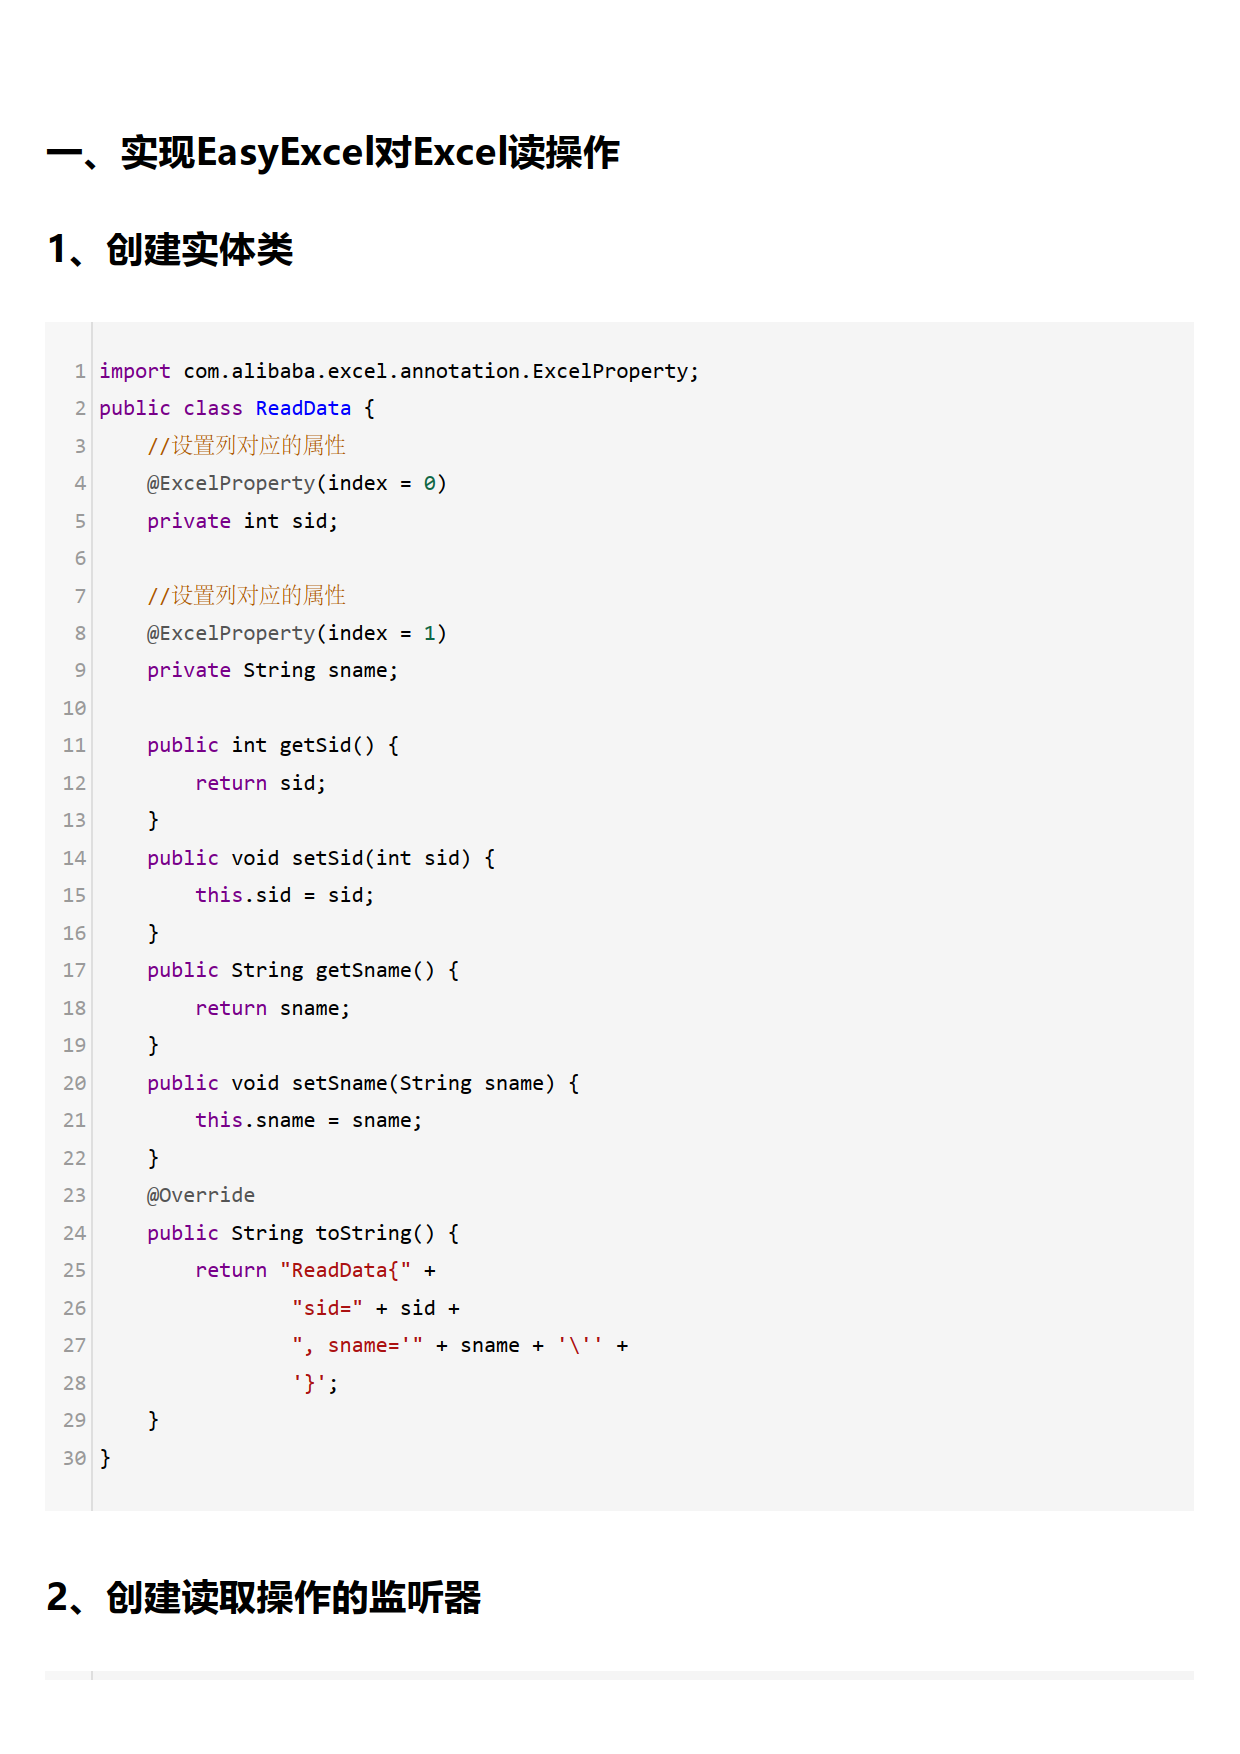 一、实现EasyExcel对Excel读操作
1、创建实体类
1 import com.alibaba.excel.annotation.ExcelProperty;
2 public class ReadData {
3     //设置列对应的属性
4     @ExcelProperty(index = 0)
5     private int sid;
6
7     //设置列对应的属性
8     @ExcelProperty(index = 1)
9     private String sname;
10
11     public int getSid() {
12         return sid;
13     }
14     public void setSid(int sid) {
15         this.sid = sid;
16     }
17     public String getSname() {
18         return sname;
19     }
20     public void setSname(String sname) {
21         this.sname = sname;
22     }
23     @Override
24     public String toString() {
25         return "ReadData{" +
26                 "sid=" + sid +
27                 ", sname='" + sname + '\'' +
28                 '}';
29     }
30 }
2、创建读取操作的监听器